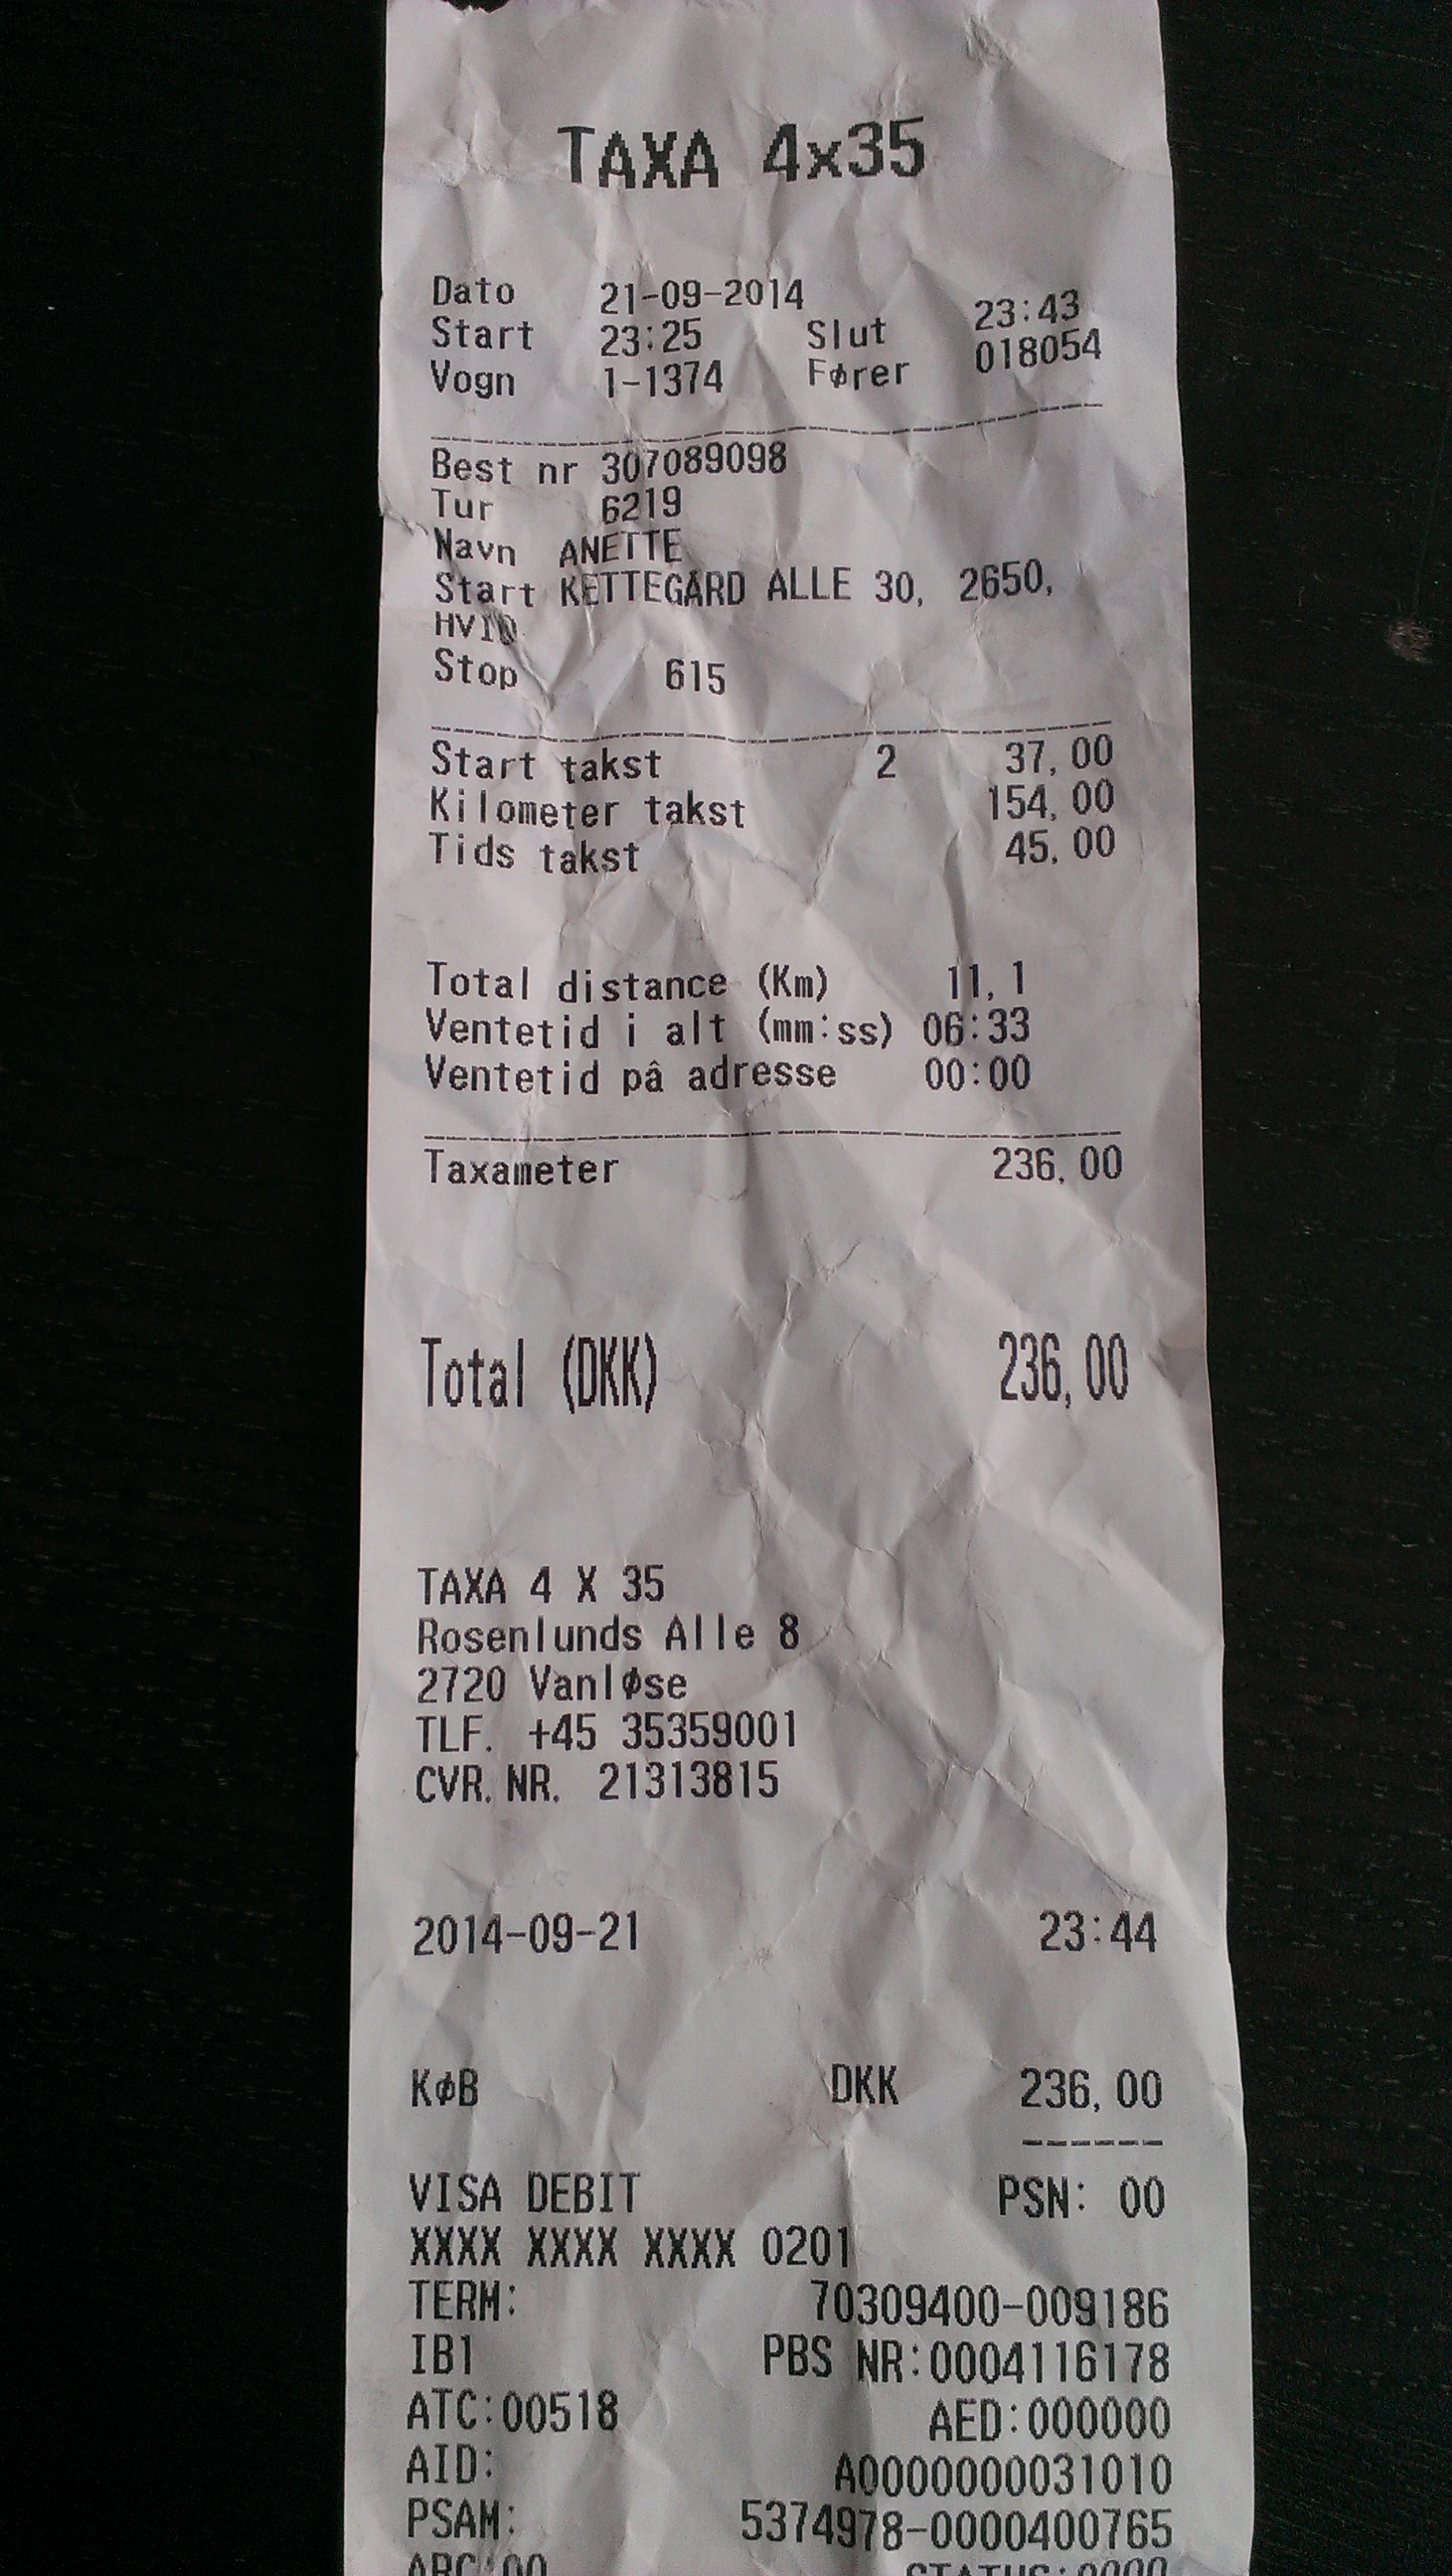 TAXA 4x35
Dato 21-09-2014
Start 23:25 Slut 23:43
Vogn 1-1374 Fører 018054
Best nr 307089098
Tur 6219
Navn ANETTE
Start KETTEGARD ALLE 30, 2650,
HVID
Stop 615
Start takst 2 37,00
Kilometer takst 154,00
Tids takst 45,00
Total distance (Km) 11,1
Ventetid i alt (mm:ss) 06:33
Ventetid på adresse 00:00
Taxameter 236,00
Total (DKK) 236,00
TAXA 4 X 35
Rosenlunds Alle 8
2720 Vanløse
TLF. +45 35359001
CVR.NR. 21313815
2014-09-21 23:44
KØB DKK 236,00
VISA DEBIT PSN: 00
XXXX XXXX XXXX 0201
TERM: 70309400-009186
IB1 PBS NR:0004116178
ATC:00518 AED:000000
AID: A0000000031010
PSAM: 5374978-0000400765
ARC:00 STATUS:0000